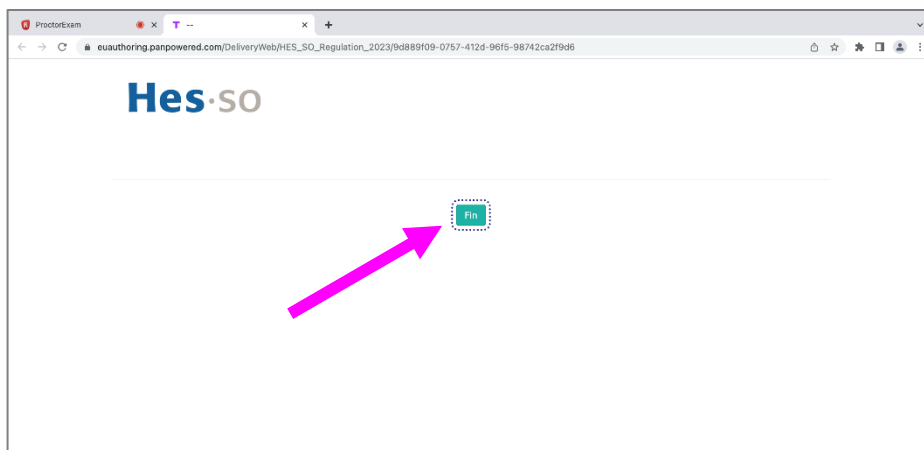 ProctorExam
T --
euauthoring.panpowered.com/DeliveryWeb/HES_SO_Regulation_2023/9d889f09-0757-412d-96f5-98742ca2f9d6
Hes·so
Fin